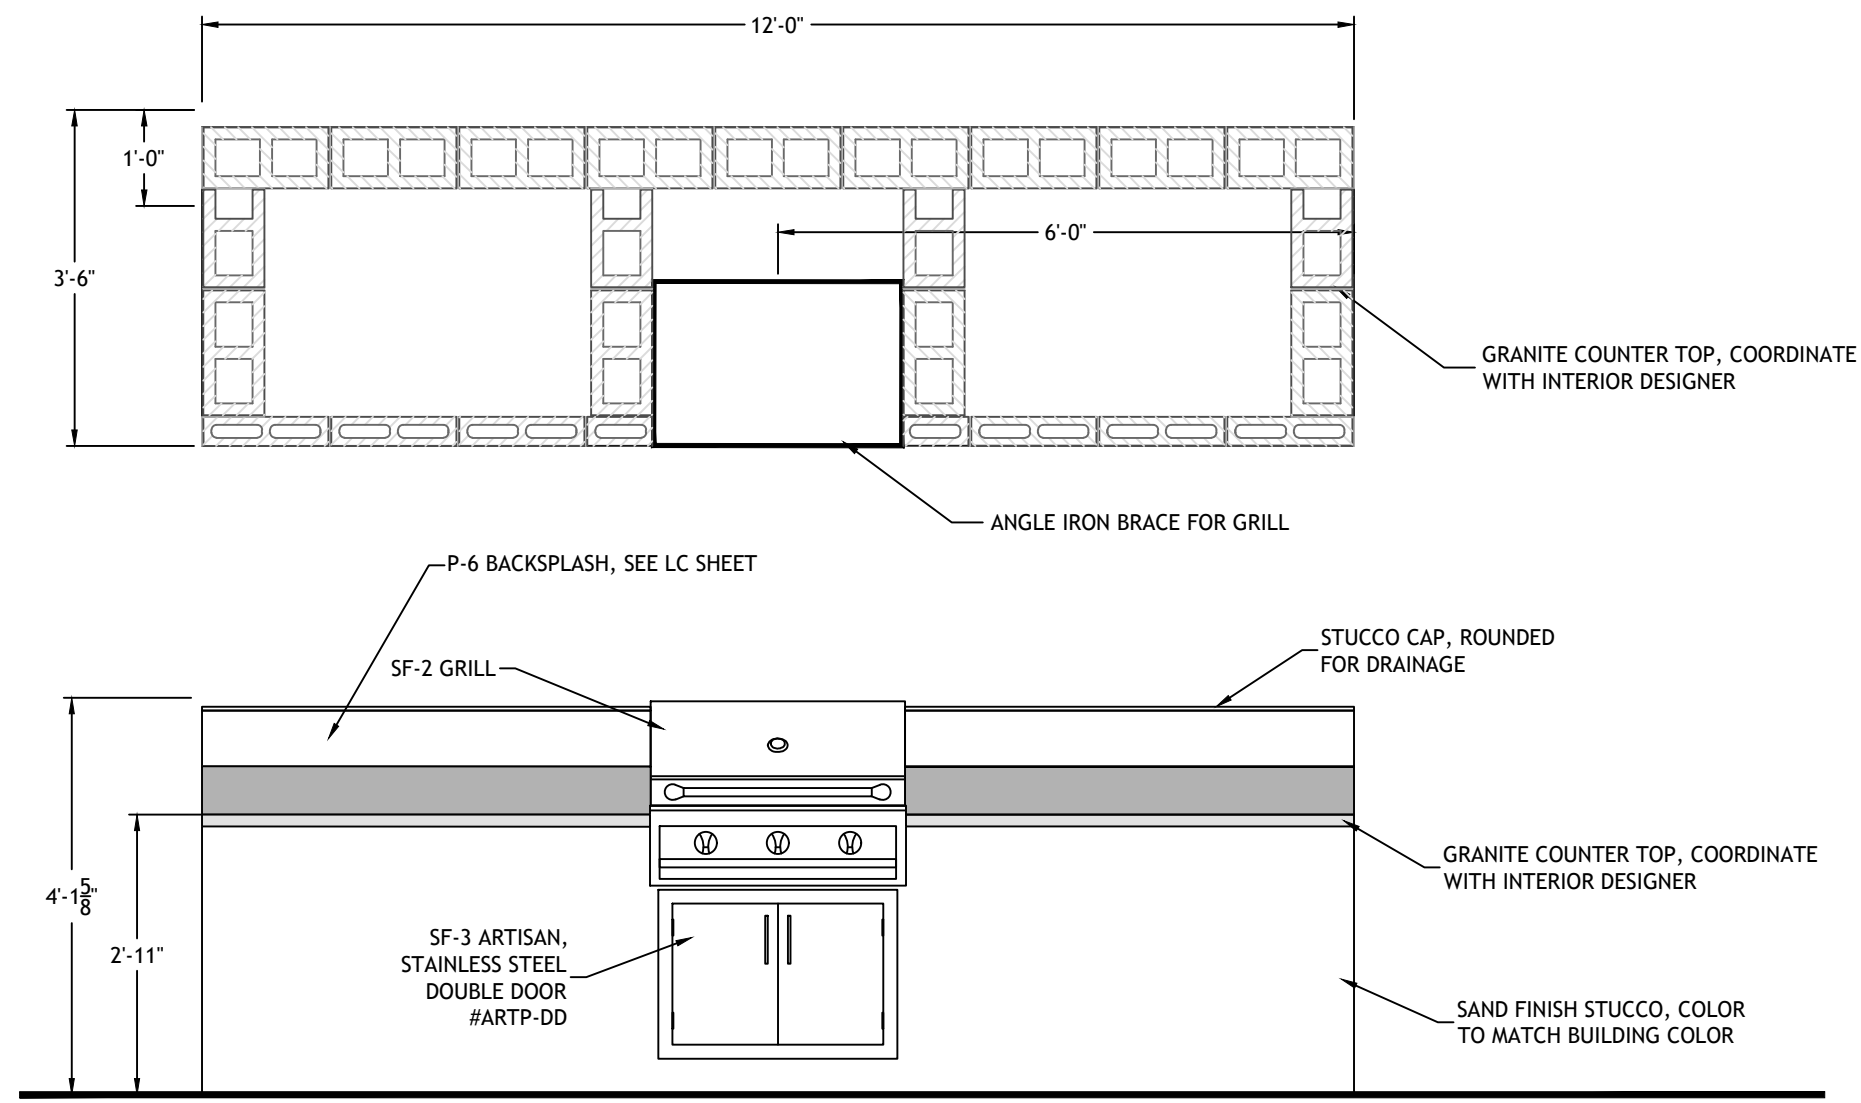 12'-0"
1'-0"
3'-6"
6'-0"
GRANITE COUNTER TOP, COORDINATE
WITH INTERIOR DESIGNER
ANGLE IRON BRACE FOR GRILL
P-6 BACKSPLASH, SEE LC SHEET
STUCCO CAP, ROUNDED
FOR DRAINAGE
SF-2 GRILL
GRANITE COUNTER TOP, COORDINATE
WITH INTERIOR DESIGNER
4'-1 5/8"
2'-11"
SF-3 ARTISAN,
STAINLESS STEEL
DOUBLE DOOR
#ARTP-DD
SAND FINISH STUCCO, COLOR
TO MATCH BUILDING COLOR